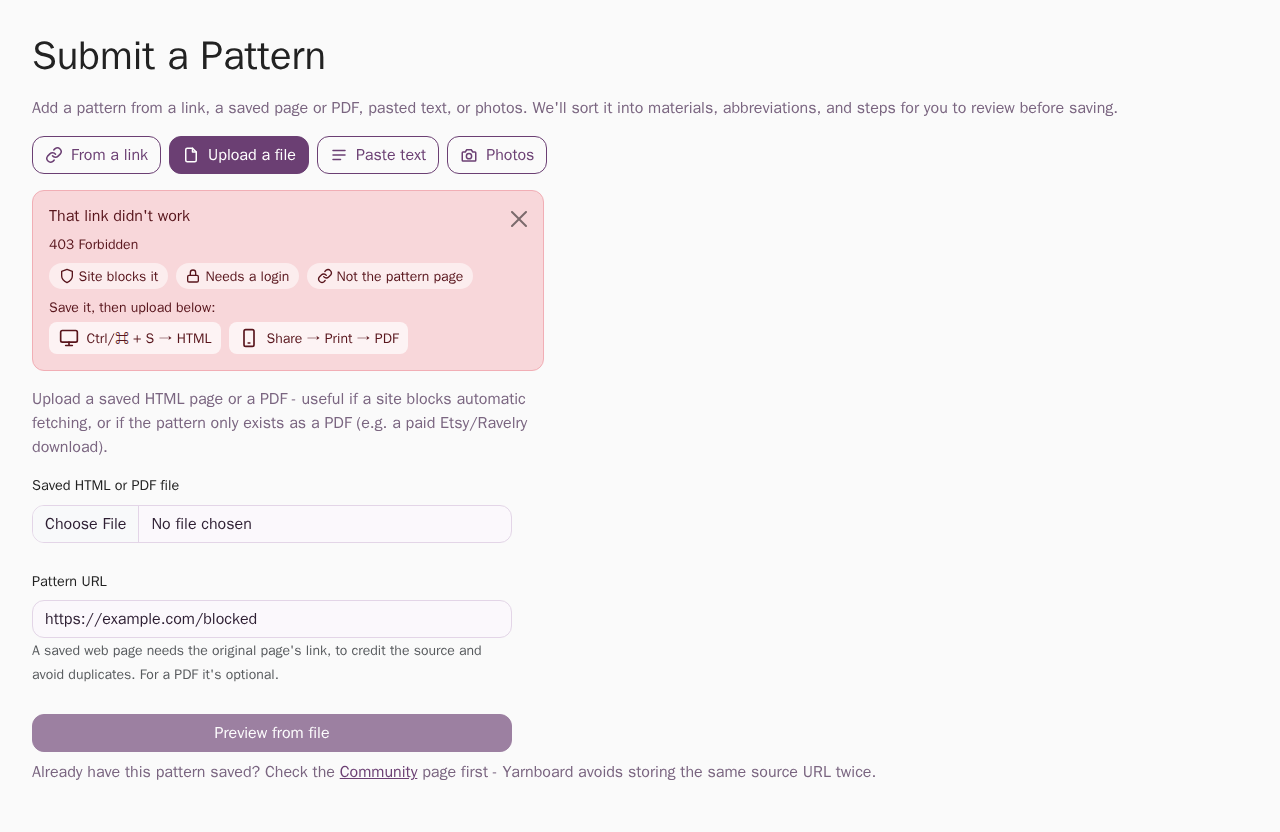 Submit a Pattern
Add a pattern from a link, a saved page or PDF, pasted text, or photos. We'll sort it into materials, abbreviations, and steps for you to review before saving.
From a link
Upload a file
Paste text
Photos
That link didn't work
403 Forbidden
Site blocks it
Needs a login
Not the pattern page
Save it, then upload below:
Ctrl/⌘ + S → HTML
Share → Print → PDF
Upload a saved HTML page or a PDF - useful if a site blocks automatic
fetching, or if the pattern only exists as a PDF (e.g. a paid Etsy/Ravelry
download).
Saved HTML or PDF file
Choose File
No file chosen
Pattern URL
https://example.com/blocked
A saved web page needs the original page's link, to credit the source and
avoid duplicates. For a PDF it's optional.
Preview from file
Already have this pattern saved? Check the Community page first - Yarnboard avoids storing the same source URL twice.